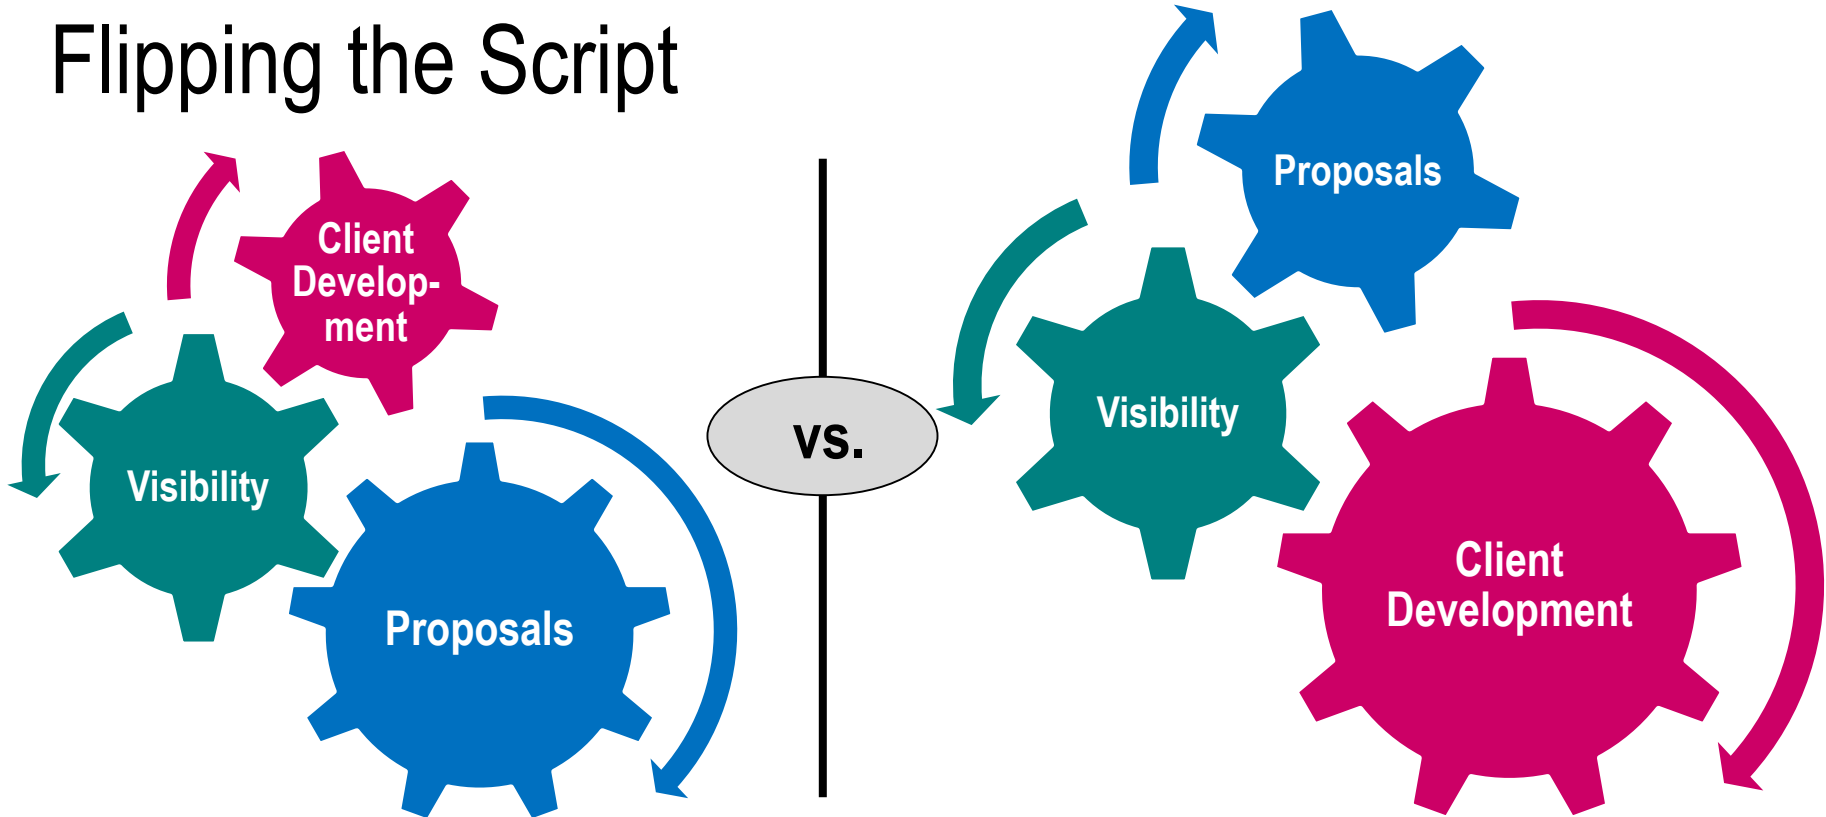 Flipping the Script
Client
Develop-
ment
Visibility
Proposals
vs.
Proposals
Visibility
Client
Development